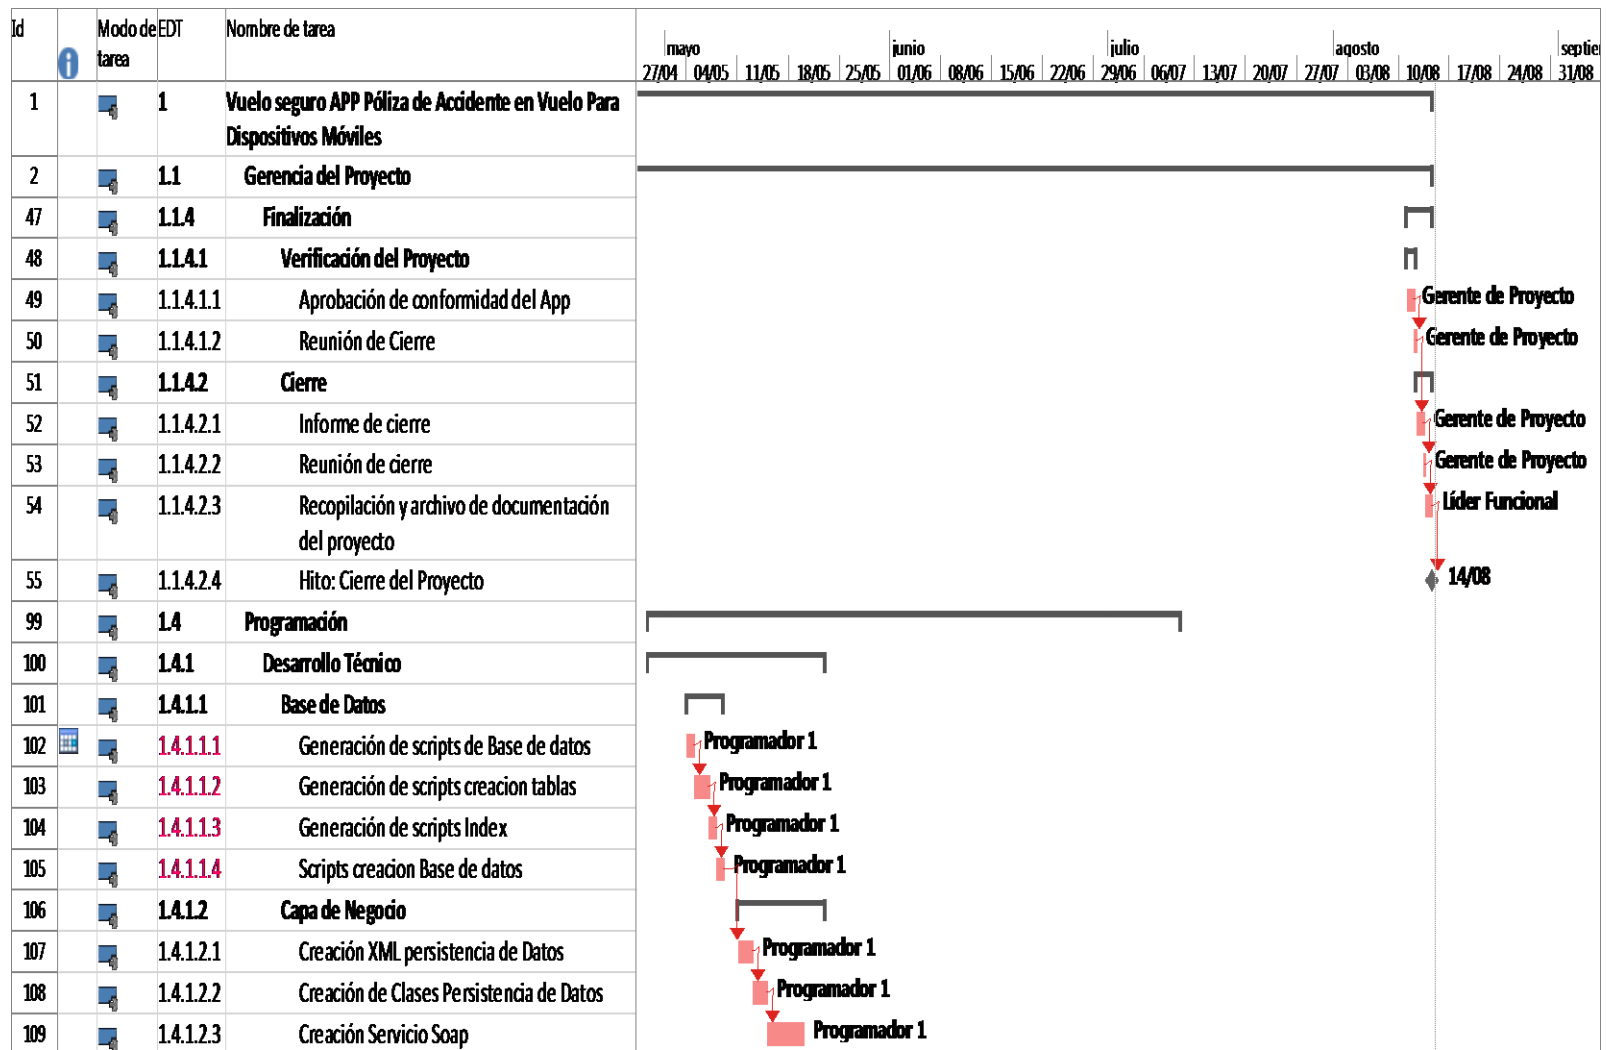 Id Modo de tarea EDT Nombre de tarea
mayo junio julio agosto septier
27/04 04/05 11/05 18/05 25/05 01/06 08/06 15/06 22/06 29/06 06/07 13/07 20/07 27/07 03/08 10/08 17/08 24/08 31/08
1 1 Vuelo seguro APP Póliza de Accidente en Vuelo Para
Dispositivos Móviles
2 1.1 Gerencia del Proyecto
47 1.1.4 Finalización
48 1.1.4.1 Verificación del Proyecto
49 1.1.4.1.1 Aprobación de conformidad del App Gerente de Proyecto
50 1.1.4.1.2 Reunión de Cierre Gerente de Proyecto
51 1.1.4.2 Cierre
52 1.1.4.2.1 Informe de cierre Gerente de Proyecto
53 1.1.4.2.2 Reunión de cierre Gerente de Proyecto
54 1.1.4.2.3 Recopilación y archivo de documentación Líder Funcional
del proyecto
55 1.1.4.2.4 Hito: Cierre del Proyecto 14/08
99 1.4 Programación
100 1.4.1 Desarrollo Técnico
101 1.4.1.1 Base de Datos
102 1.4.1.1.1 Generación de scripts de Base de datos Programador 1
103 1.4.1.1.2 Generación de scripts creacion tablas Programador 1
104 1.4.1.1.3 Generación de scripts Index Programador 1
105 1.4.1.1.4 Scripts creacion Base de datos Programador 1
106 1.4.1.2 Capa de Negocio
107 1.4.1.2.1 Creación XML persistencia de Datos Programador 1
108 1.4.1.2.2 Creación de Clases Persistencia de Datos Programador 1
109 1.4.1.2.3 Creación Servicio Soap Programador 1